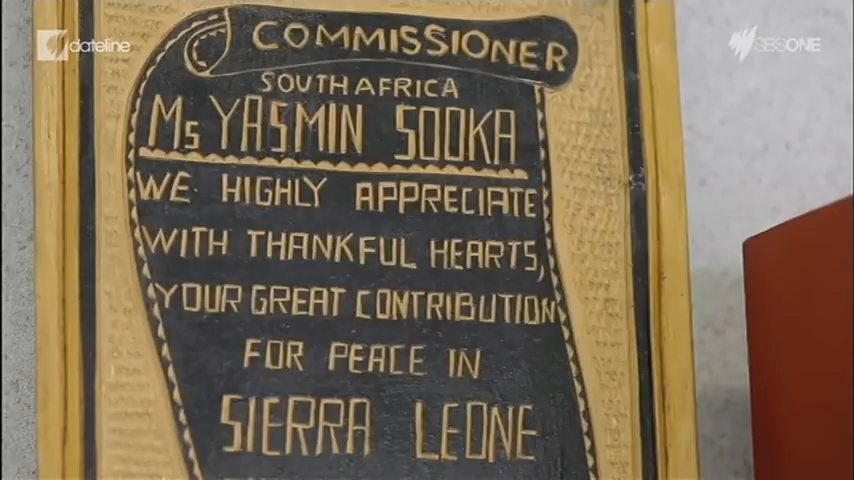 dateline
SBS ONE
COMMISSIONER
SOUTH AFRICA
Ms YASMIN SOOKA
WE HIGHLY APPRECIATE
WITH THANKFUL HEARTS,
YOUR GREAT CONTRIBUTION
FOR PEACE IN
SIERRA LEONE